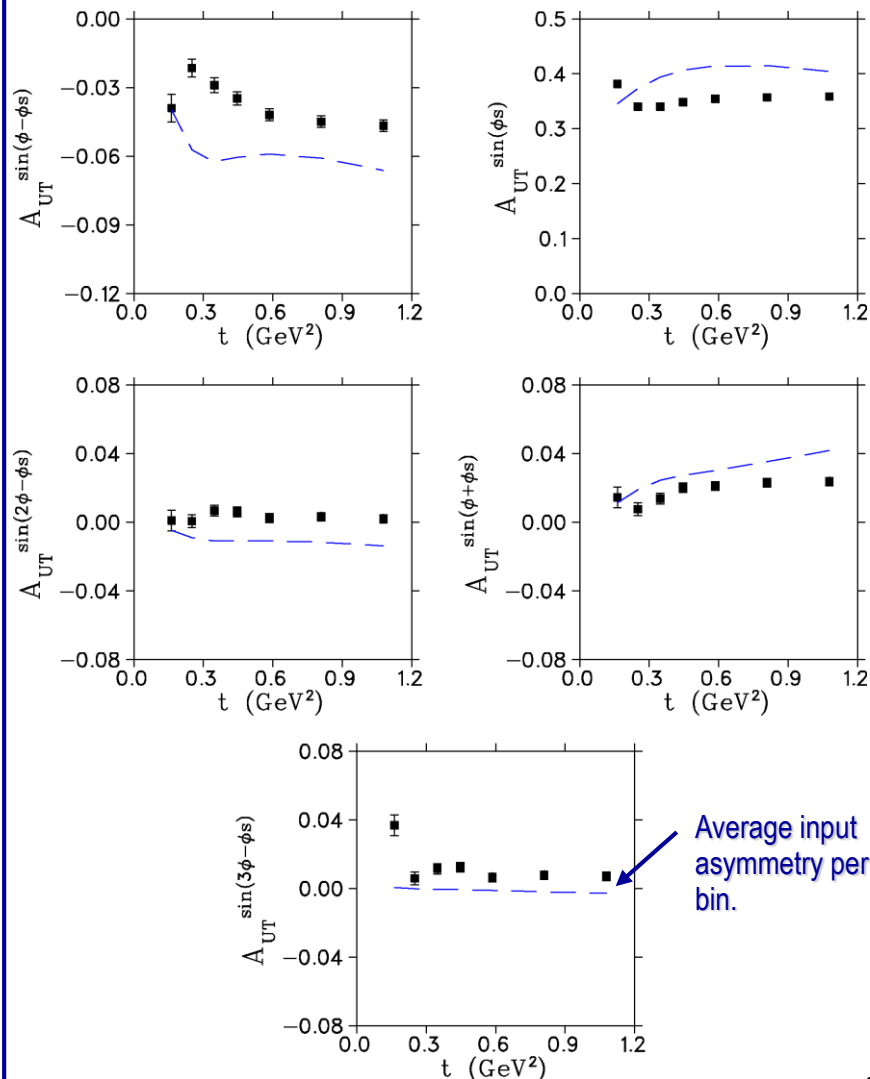 0.00
−0.03
−0.06
−0.09
−0.12
A_UT^sin(ϕ−ϕs)
0.0 0.3 0.6 0.9 1.2
t (GeV²)
0.5
0.4
0.3
0.2
0.1
0.0
A_UT^sin(ϕs)
0.0 0.3 0.6 0.9 1.2
t (GeV²)
0.08
0.04
0.00
−0.04
−0.08
A_UT^sin(2ϕ−ϕs)
0.0 0.3 0.6 0.9 1.2
t (GeV²)
0.08
0.04
0.00
−0.04
−0.08
A_UT^sin(ϕ+ϕs)
0.0 0.3 0.6 0.9 1.2
t (GeV²)
0.08
0.04
0.00
−0.04
−0.08
A_UT^sin(3ϕ−ϕs)
0.0 0.3 0.6 0.9 1.2
t (GeV²)
Average input
asymmetry per
bin.